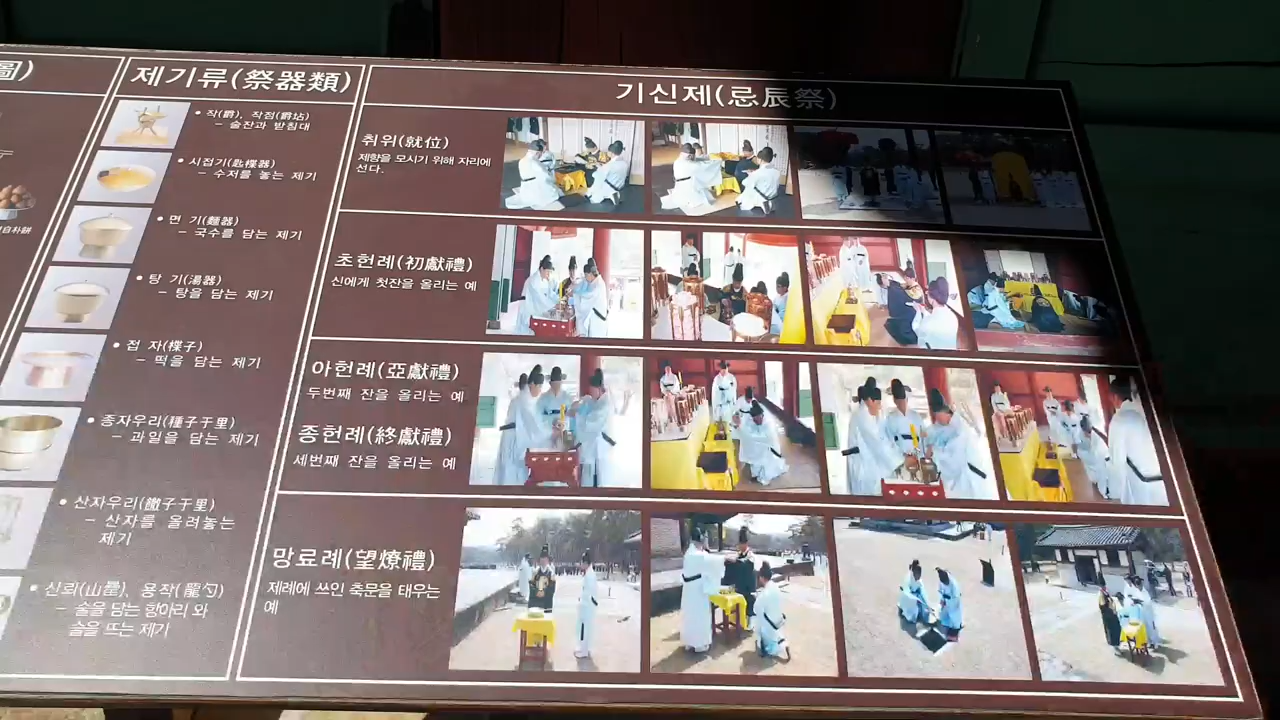 圖)
제기류(祭器類)
• 작(爵), 작점(爵坫)
- 술잔과 받침대
• 시접기(匙楪器)
- 수저를 놓는 제기
• 면 기(麵器)
- 국수를 담는 제기
• 탕 기(湯器)
- 탕을 담는 제기
• 접 자(楪子)
- 떡을 담는 제기
• 종자우리(種子于里)
- 과일을 담는 제기
• 산자우리(散子于里)
- 산자를 올려놓는
제기
• 산뢰(山罍), 용작(龍勺)
- 술을 담는 항아리 와
술을 뜨는 제기
기신제(忌辰祭)
취위(就位)
제향을 모시기 위해 자리에
선다.
초헌례(初獻禮)
신에게 첫잔을 올리는 예
아헌례(亞獻禮)
두번째 잔을 올리는 예
종헌례(終獻禮)
세번째 잔을 올리는 예
망료례(望燎禮)
제례에 쓰인 축문을 태우는
예